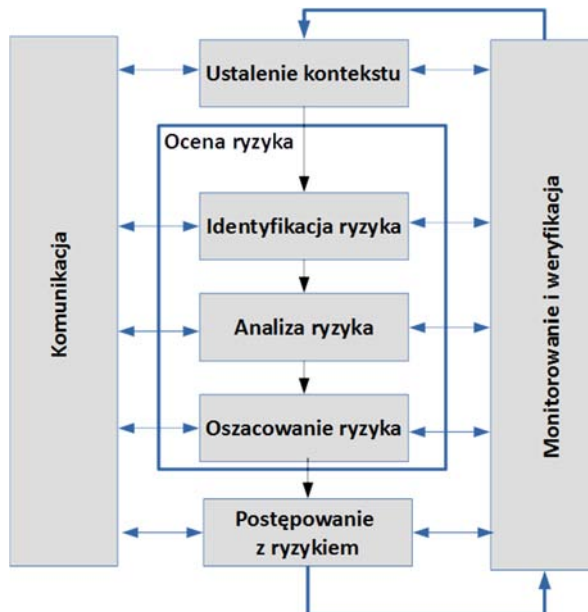 Ustalenie kontekstu
Ocena ryzyka
Identyfikacja ryzyka
Analiza ryzyka
Oszacowanie ryzyka
Postępowanie
z ryzykiem
Komunikacja
Monitorowanie i weryfikacja